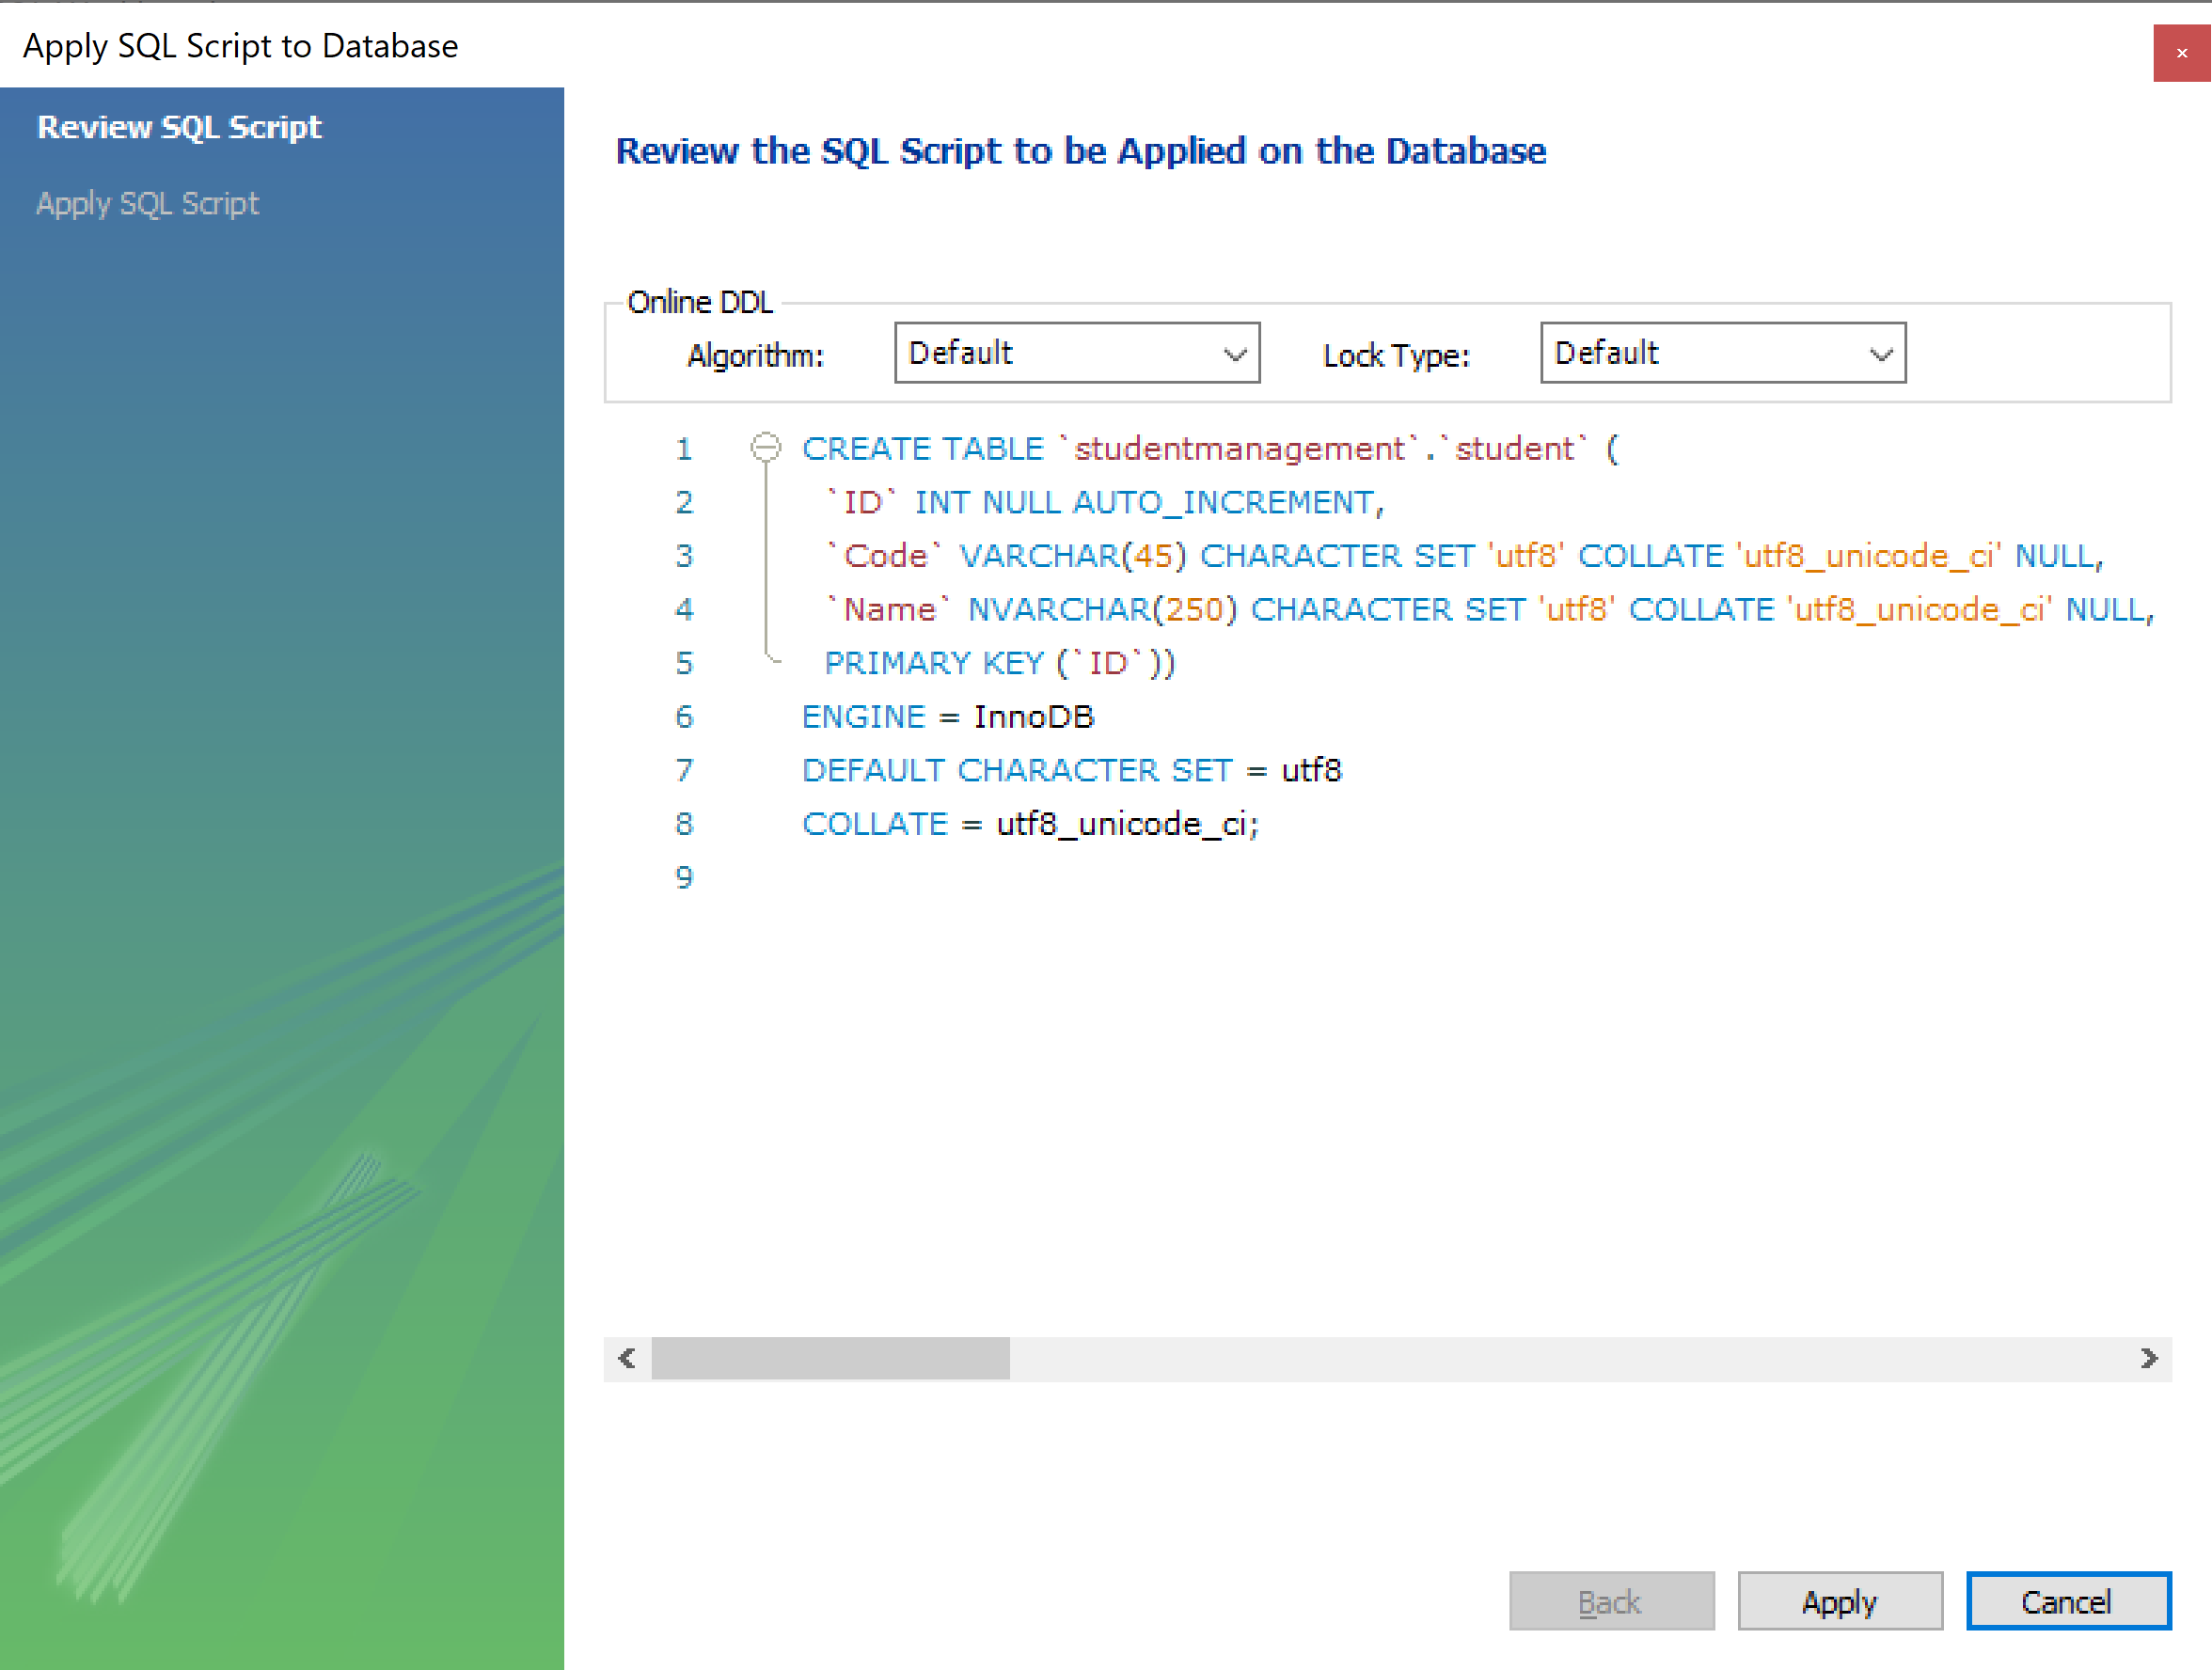 Apply SQL Script to Database
Review SQL Script
Apply SQL Script
Review the SQL Script to be Applied on the Database
Online DDL
Algorithm: Default Lock Type: Default
1 CREATE TABLE `studentmanagement`.`student` (
2 `ID` INT NULL AUTO_INCREMENT,
3 `Code` VARCHAR(45) CHARACTER SET 'utf8' COLLATE 'utf8_unicode_ci' NULL,
4 `Name` NVARCHAR(250) CHARACTER SET 'utf8' COLLATE 'utf8_unicode_ci' NULL,
5 PRIMARY KEY (`ID`))
6 ENGINE = InnoDB
7 DEFAULT CHARACTER SET = utf8
8 COLLATE = utf8_unicode_ci;
9
Back Apply Cancel